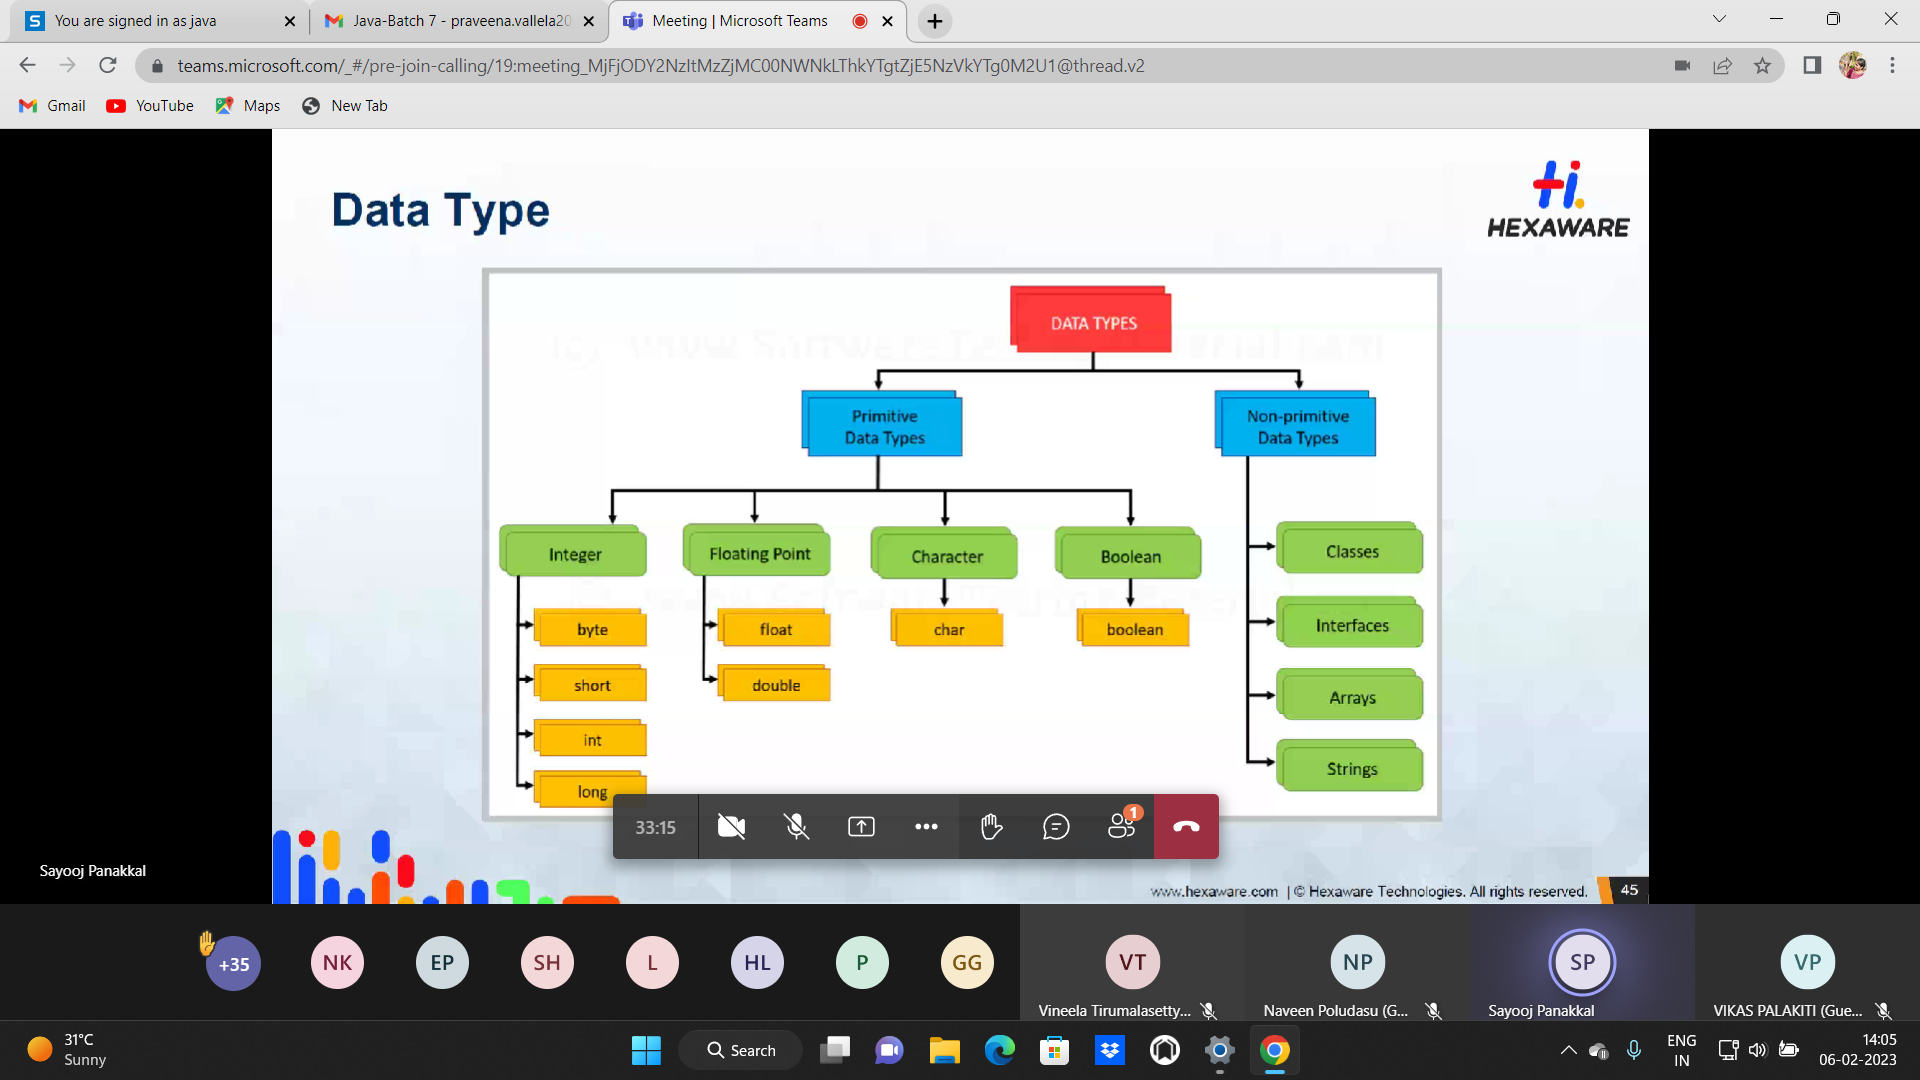 You are signed in as java
Java-Batch 7 - praveena.vallela20
Meeting | Microsoft Teams
teams.microsoft.com/_#/pre-join-calling/19:meeting_MjFjODY2NzItMzZjMC00NWNkLThkYTgtZjE5NzVkYTg0M2U1@thread.v2
Gmail
YouTube
Maps
New Tab
Data Type
HEXAWARE
DATA TYPES
Primitive
Data Types
Non-primitive
Data Types
Integer
Floating Point
Character
Boolean
Classes
byte
float
char
boolean
Interfaces
short
double
Arrays
int
Strings
long
33:15
1
Sayooj Panakkal
www.hexaware.com | © Hexaware Technologies. All rights reserved.
45
+35
NK
EP
SH
L
HL
P
GG
VT
NP
SP
VP
Vineela Tirumalasetty...
Naveen Poludasu (G...
Sayooj Panakkal
VIKAS PALAKITI (Gue...
31°C
Sunny
Search
ENG
IN
14:05
06-02-2023